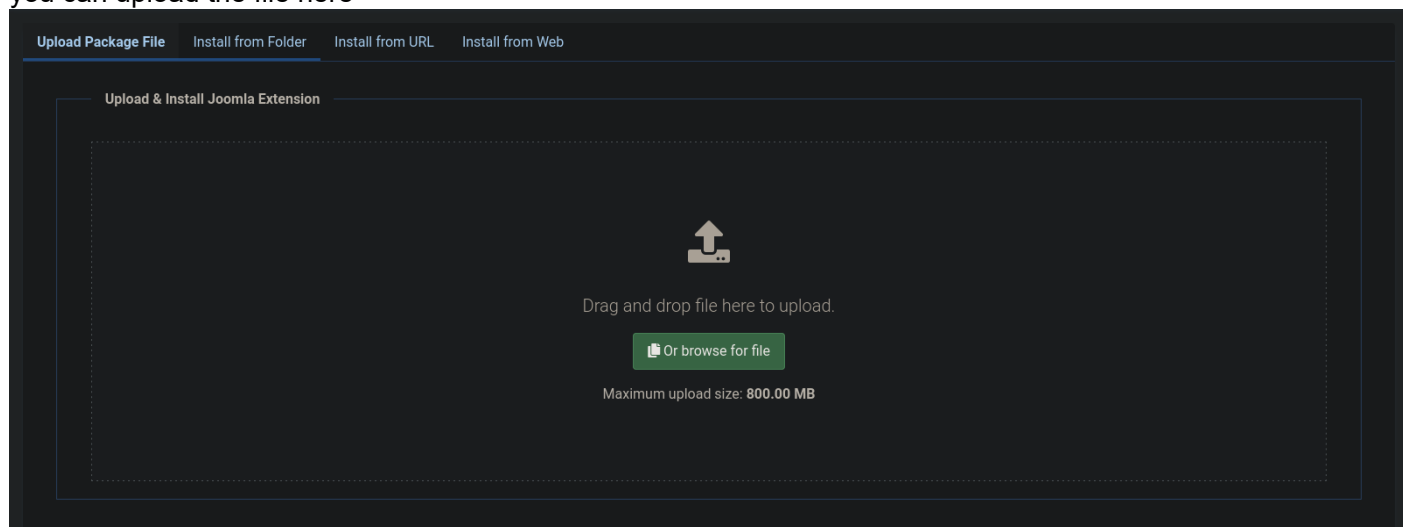 you can upload the file here
Upload Package File Install from Folder Install from URL Install from Web
Upload & Install Joomla Extension
Drag and drop file here to upload.
Or browse for file
Maximum upload size: 800.00 MB